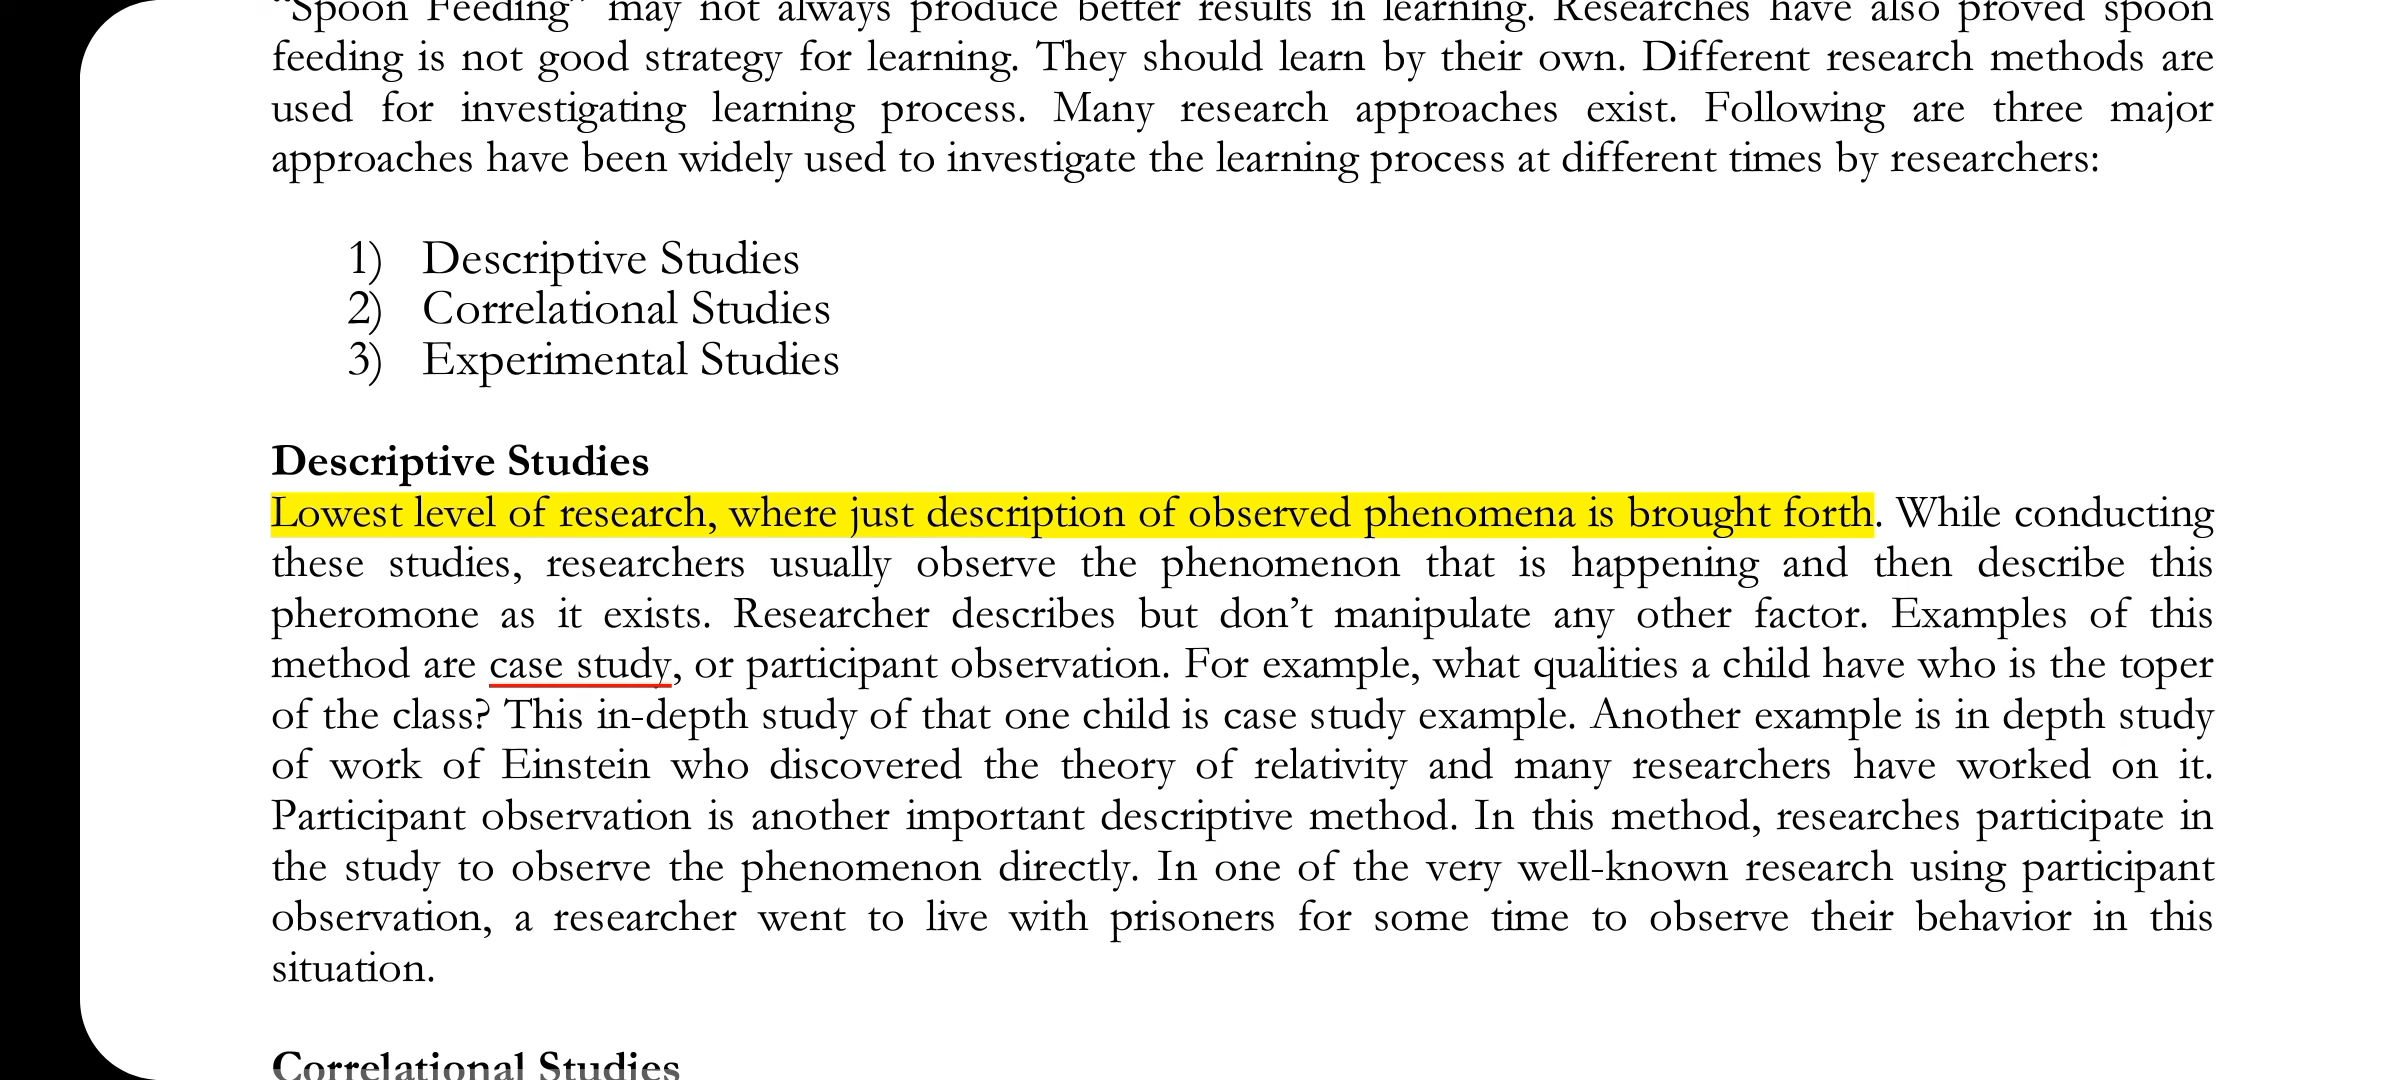 "Spoon Feeding" may not always produce better results in learning. Researches have also proved spoon
feeding is not good strategy for learning. They should learn by their own. Different research methods are
used for investigating learning process. Many research approaches exist. Following are three major
approaches have been widely used to investigate the learning process at different times by researchers:
1) Descriptive Studies
2) Correlational Studies
3) Experimental Studies
Descriptive Studies
Lowest level of research, where just description of observed phenomena is brought forth. While conducting
these studies, researchers usually observe the phenomenon that is happening and then describe this
pheromone as it exists. Researcher describes but don’t manipulate any other factor. Examples of this
method are case study, or participant observation. For example, what qualities a child have who is the toper
of the class? This in-depth study of that one child is case study example. Another example is in depth study
of work of Einstein who discovered the theory of relativity and many researchers have worked on it.
Participant observation is another important descriptive method. In this method, researches participate in
the study to observe the phenomenon directly. In one of the very well-known research using participant
observation, a researcher went to live with prisoners for some time to observe their behavior in this
situation.
Correlational Studies